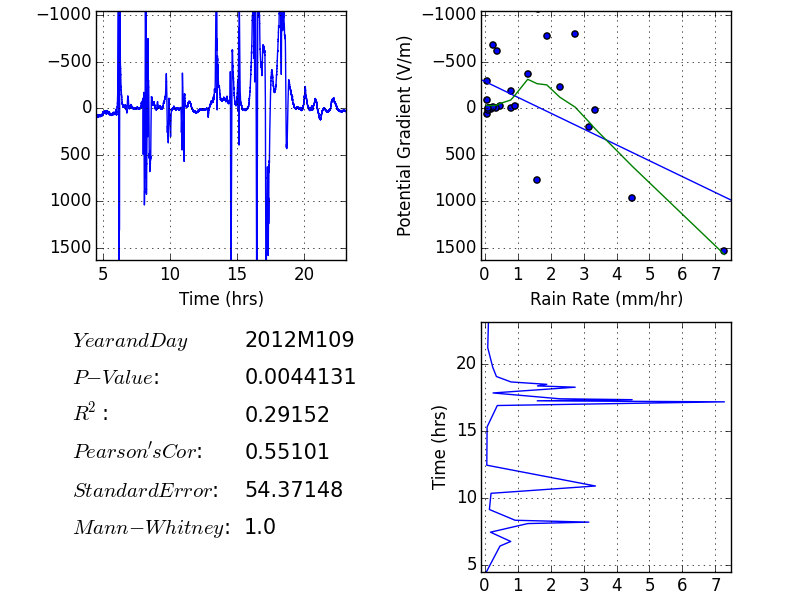 −1000
−500
0
500
1000
1500
5 10 15 20
Time (hrs)
Potential Gradient (V/m)
−1000
−500
0
500
1000
1500
0 1 2 3 4 5 6 7
Rain Rate (mm/hr)
YearandDay 2012M109
P−Value: 0.0044131
R²: 0.29152
Pearson'sCor: 0.55101
StandardError: 54.37148
Mann−Whitney: 1.0
Time (hrs)
20
15
10
5
0 1 2 3 4 5 6 7